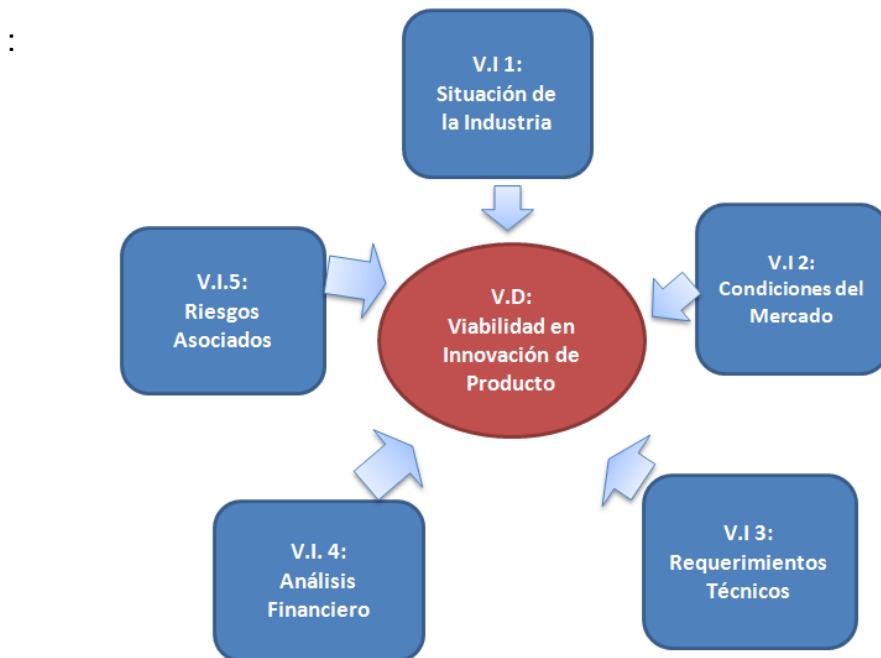 :
V.I 1:
Situación de
la Industria
V.I.5:
Riesgos
Asociados
V.D:
Viabilidad en
Innovación de
Producto
V.I 2:
Condiciones del
Mercado
V.I. 4:
Análisis
Financiero
V.I 3:
Requerimientos
Técnicos